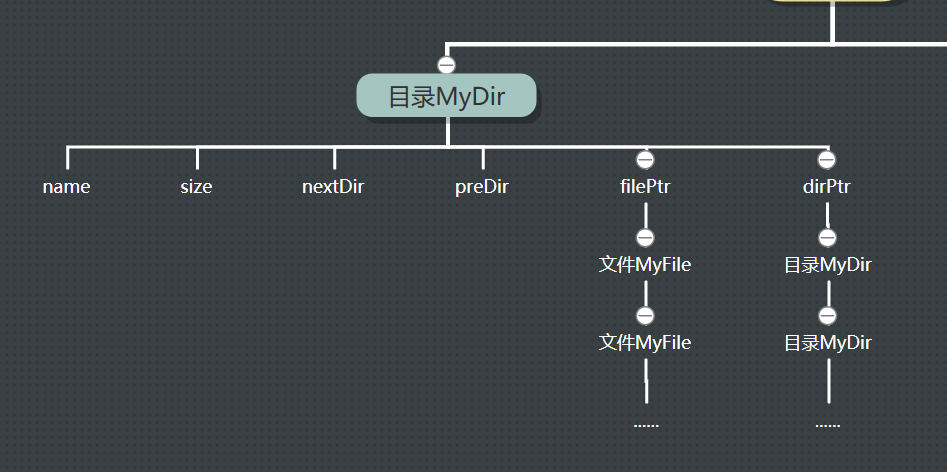 目录MyDir
name size nextDir preDir filePtr dirPtr
文件MyFile 目录MyDir
文件MyFile 目录MyDir
...... ......